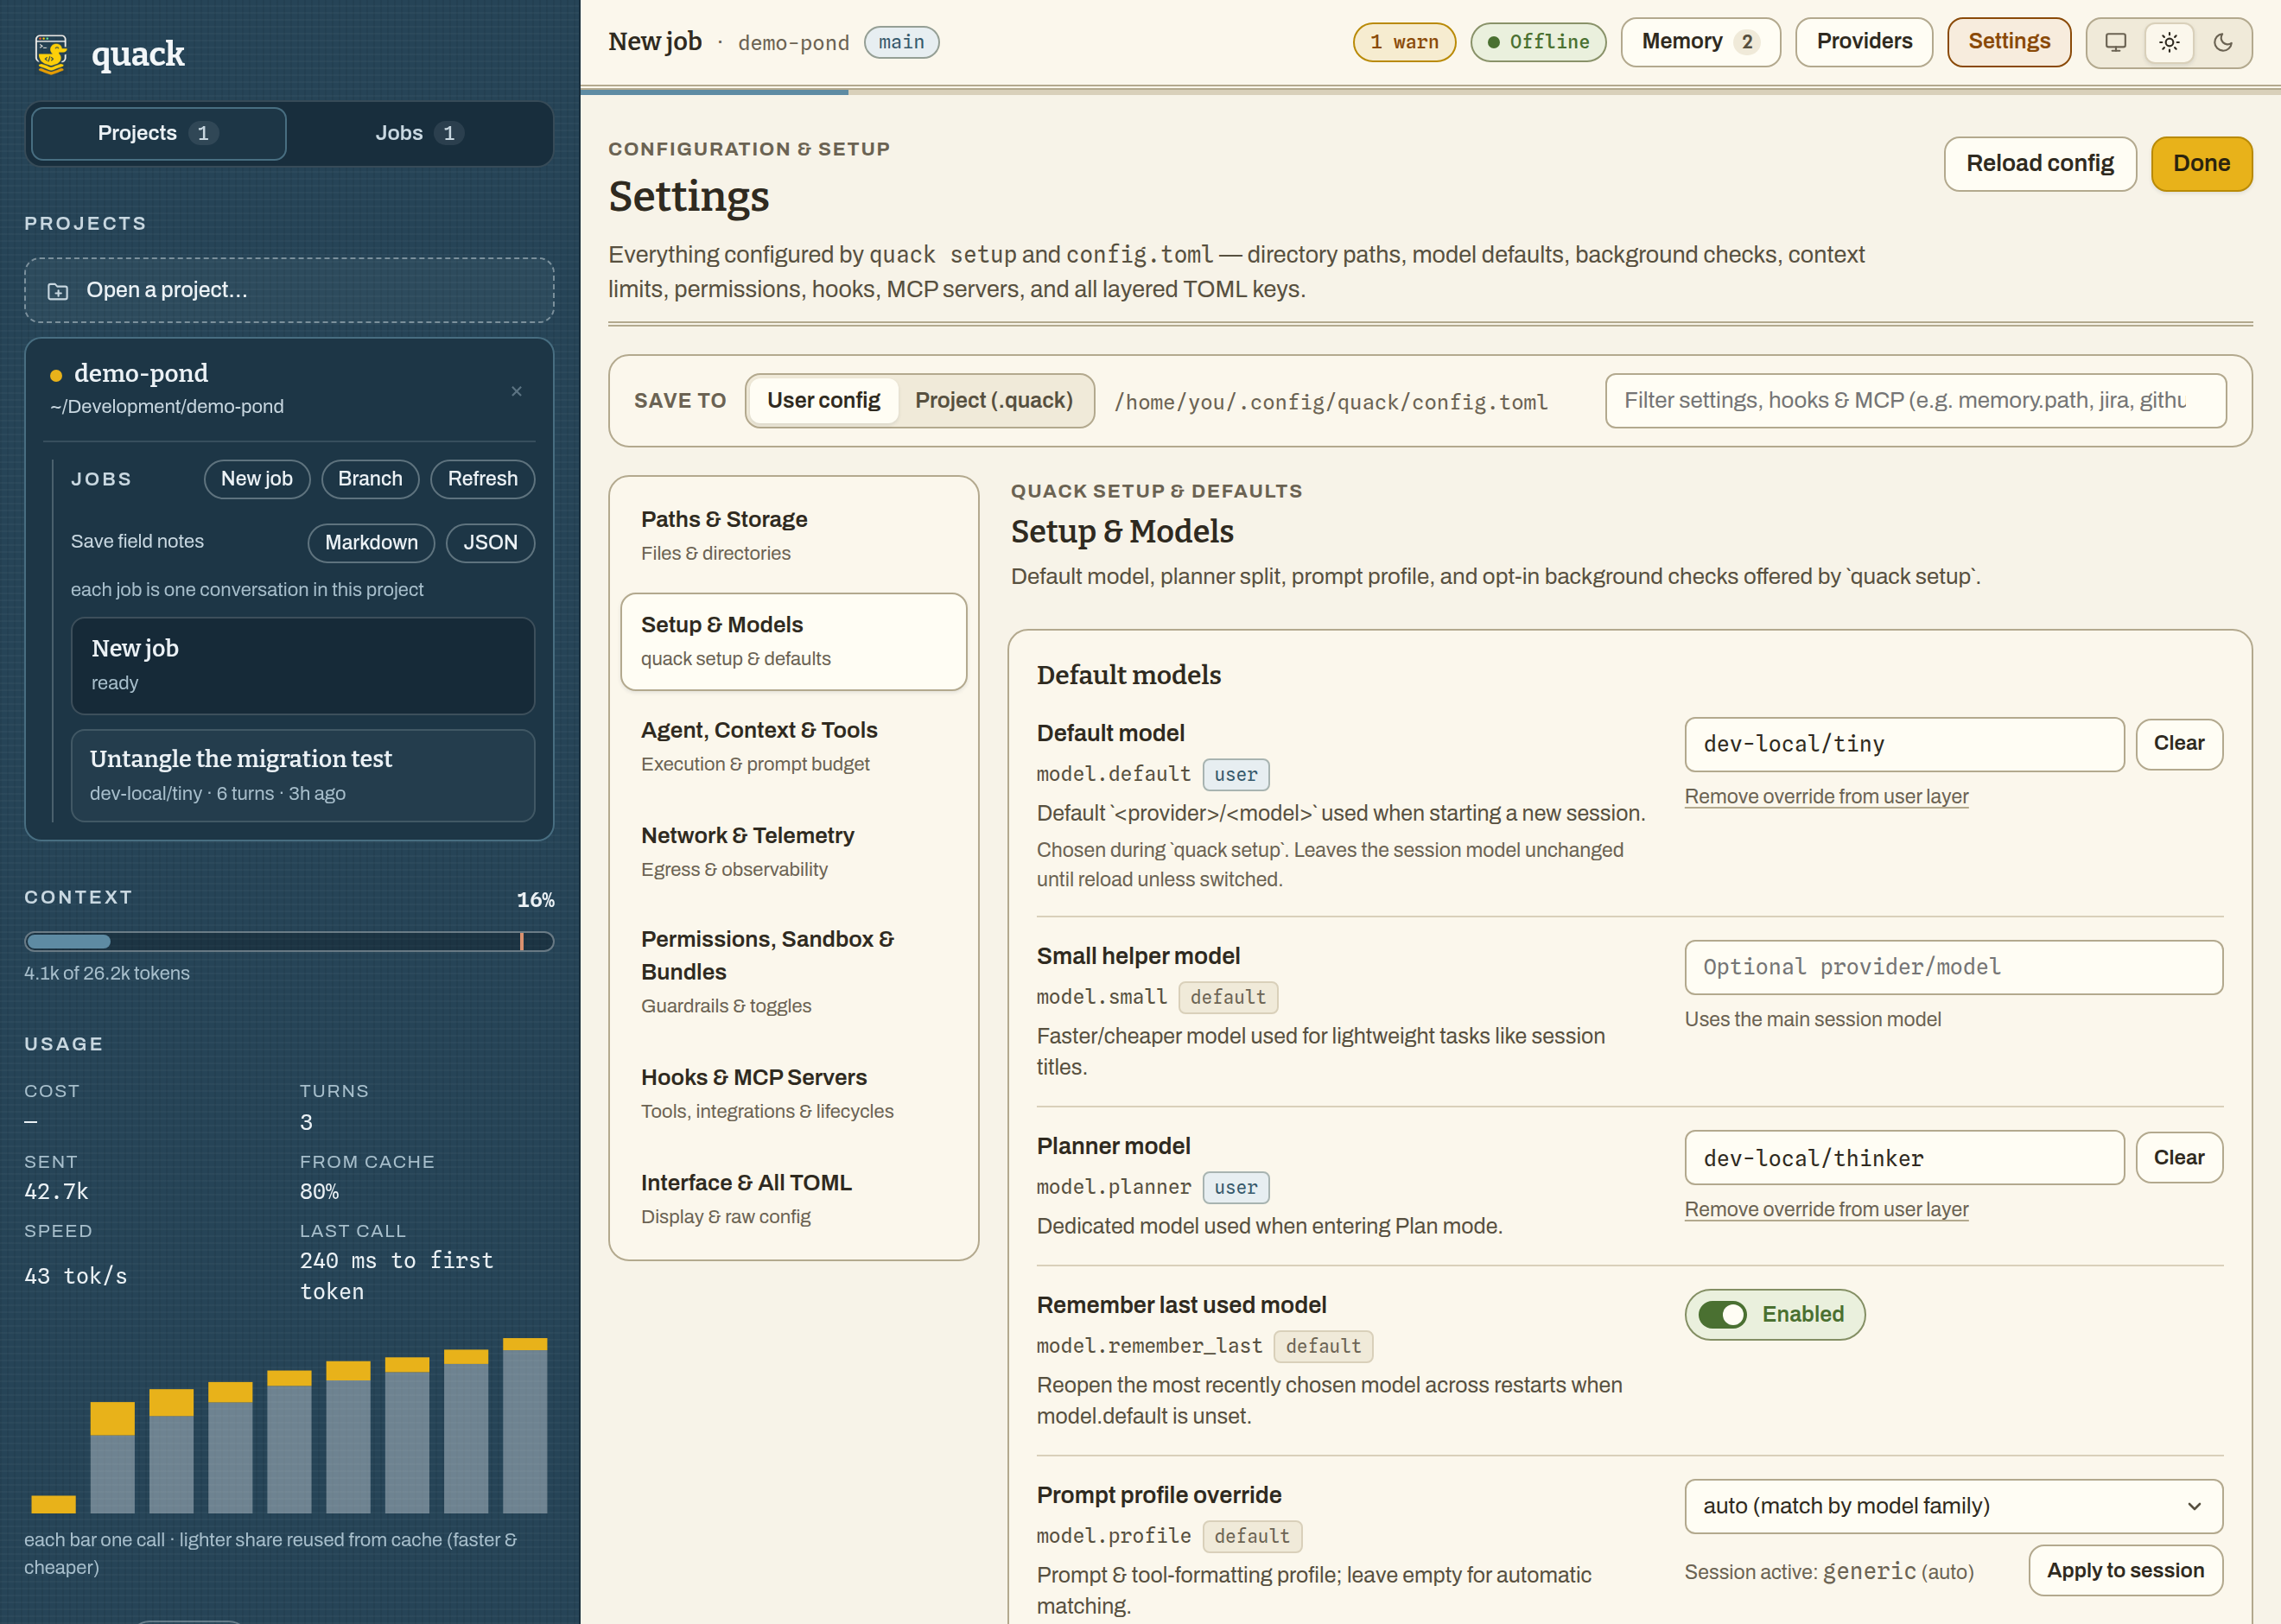 quack
Projects 1
Jobs 1
PROJECTS
Open a project...
demo-pond
~/Development/demo-pond
×
JOBS
New job
Branch
Refresh
Save field notes
Markdown
JSON
each job is one conversation in this project
New job
ready
Untangle the migration test
dev-local/tiny · 6 turns · 3h ago
CONTEXT
16%
4.1k of 26.2k tokens
USAGE
COST
—
TURNS
3
SENT
42.7k
FROM CACHE
80%
SPEED
43 tok/s
LAST CALL
240 ms to first
token
each bar one call · lighter share reused from cache (faster &
cheaper)
New job · demo-pond main
1 warn
Offline
Memory 2
Providers
Settings
CONFIGURATION & SETUP
Settings
Reload config
Done
Everything configured by quack setup and config.toml — directory paths, model defaults, background checks, context
limits, permissions, hooks, MCP servers, and all layered TOML keys.
SAVE TO
User config
Project (.quack)
/home/you/.config/quack/config.toml
Filter settings, hooks & MCP (e.g. memory.path, jira, githu
Paths & Storage
Files & directories
Setup & Models
quack setup & defaults
Agent, Context & Tools
Execution & prompt budget
Network & Telemetry
Egress & observability
Permissions, Sandbox &
Bundles
Guardrails & toggles
Hooks & MCP Servers
Tools, integrations & lifecycles
Interface & All TOML
Display & raw config
QUACK SETUP & DEFAULTS
Setup & Models
Default model, planner split, prompt profile, and opt-in background checks offered by `quack setup`.
Default models
Default model
model.default user
Default `<provider>/<model>` used when starting a new session.
Chosen during `quack setup`. Leaves the session model unchanged
until reload unless switched.
dev-local/tiny
Clear
Remove override from user layer
Small helper model
model.small default
Faster/cheaper model used for lightweight tasks like session
titles.
Optional provider/model
Uses the main session model
Planner model
model.planner user
Dedicated model used when entering Plan mode.
dev-local/thinker
Clear
Remove override from user layer
Remember last used model
model.remember_last default
Reopen the most recently chosen model across restarts when
model.default is unset.
Enabled
Prompt profile override
model.profile default
Prompt & tool-formatting profile; leave empty for automatic
matching.
auto (match by model family)
Session active: generic (auto)
Apply to session